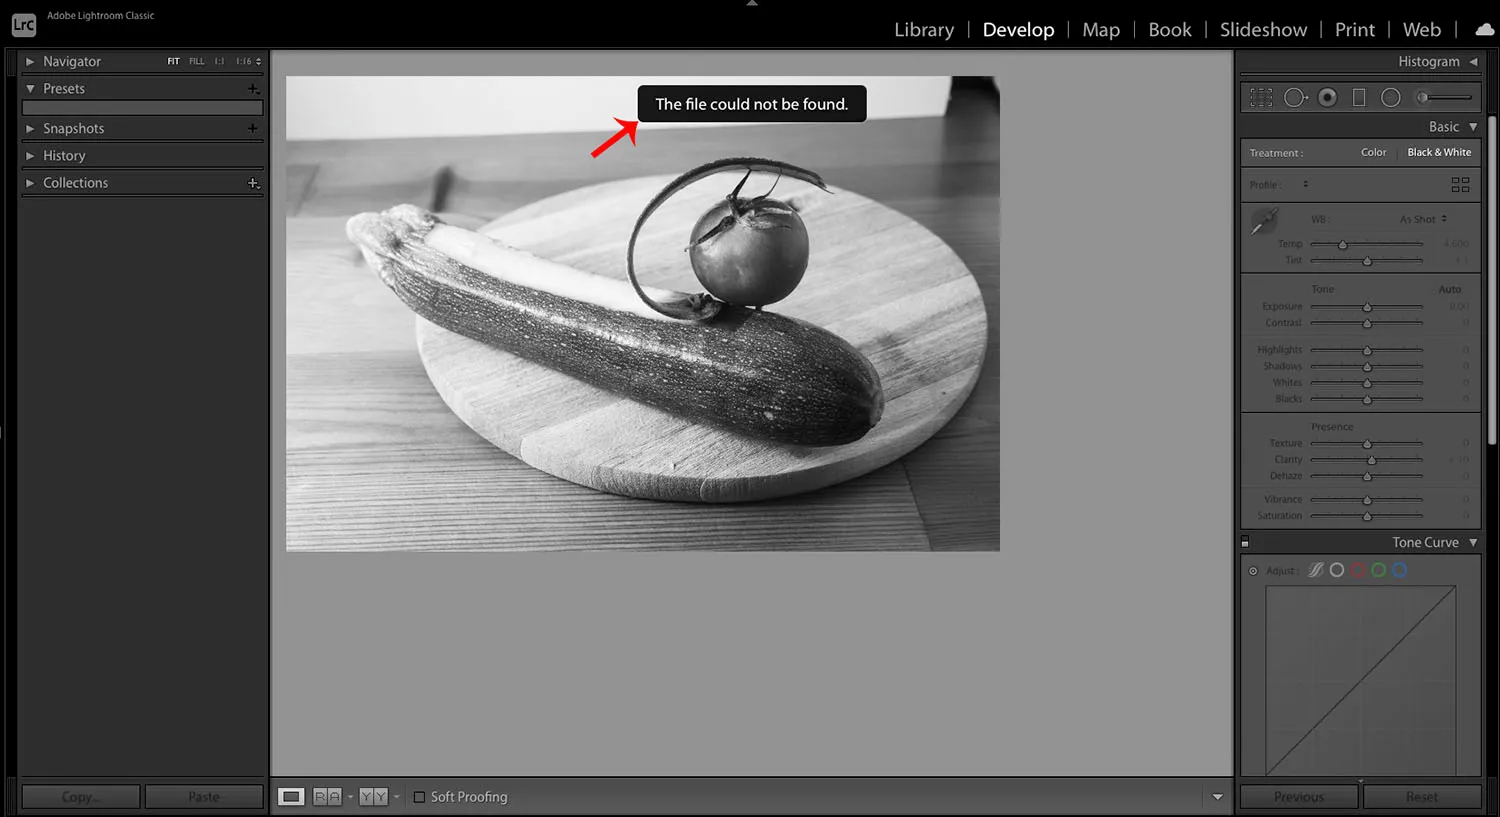 Lrc
Adobe Lightroom Classic
Library | Develop | Map | Book | Slideshow | Print | Web
Navigator FIT FILL 1:1 1:16
Presets
Snapshots
History
Collections
The file could not be found.
Histogram
Basic
Treatment : Color Black & White
Profile :
WB : As Shot
Temp 4,600
Tint
Tone Auto
Exposure 0.00
Contrast 0
Highlights 0
Shadows 0
Whites 0
Blacks 0
Presence
Texture 0
Clarity + 10
Dehaze 0
Vibrance 0
Saturation 0
Tone Curve
Adjust :
Copy... Paste
R A Y Y Soft Proofing
Previous Reset